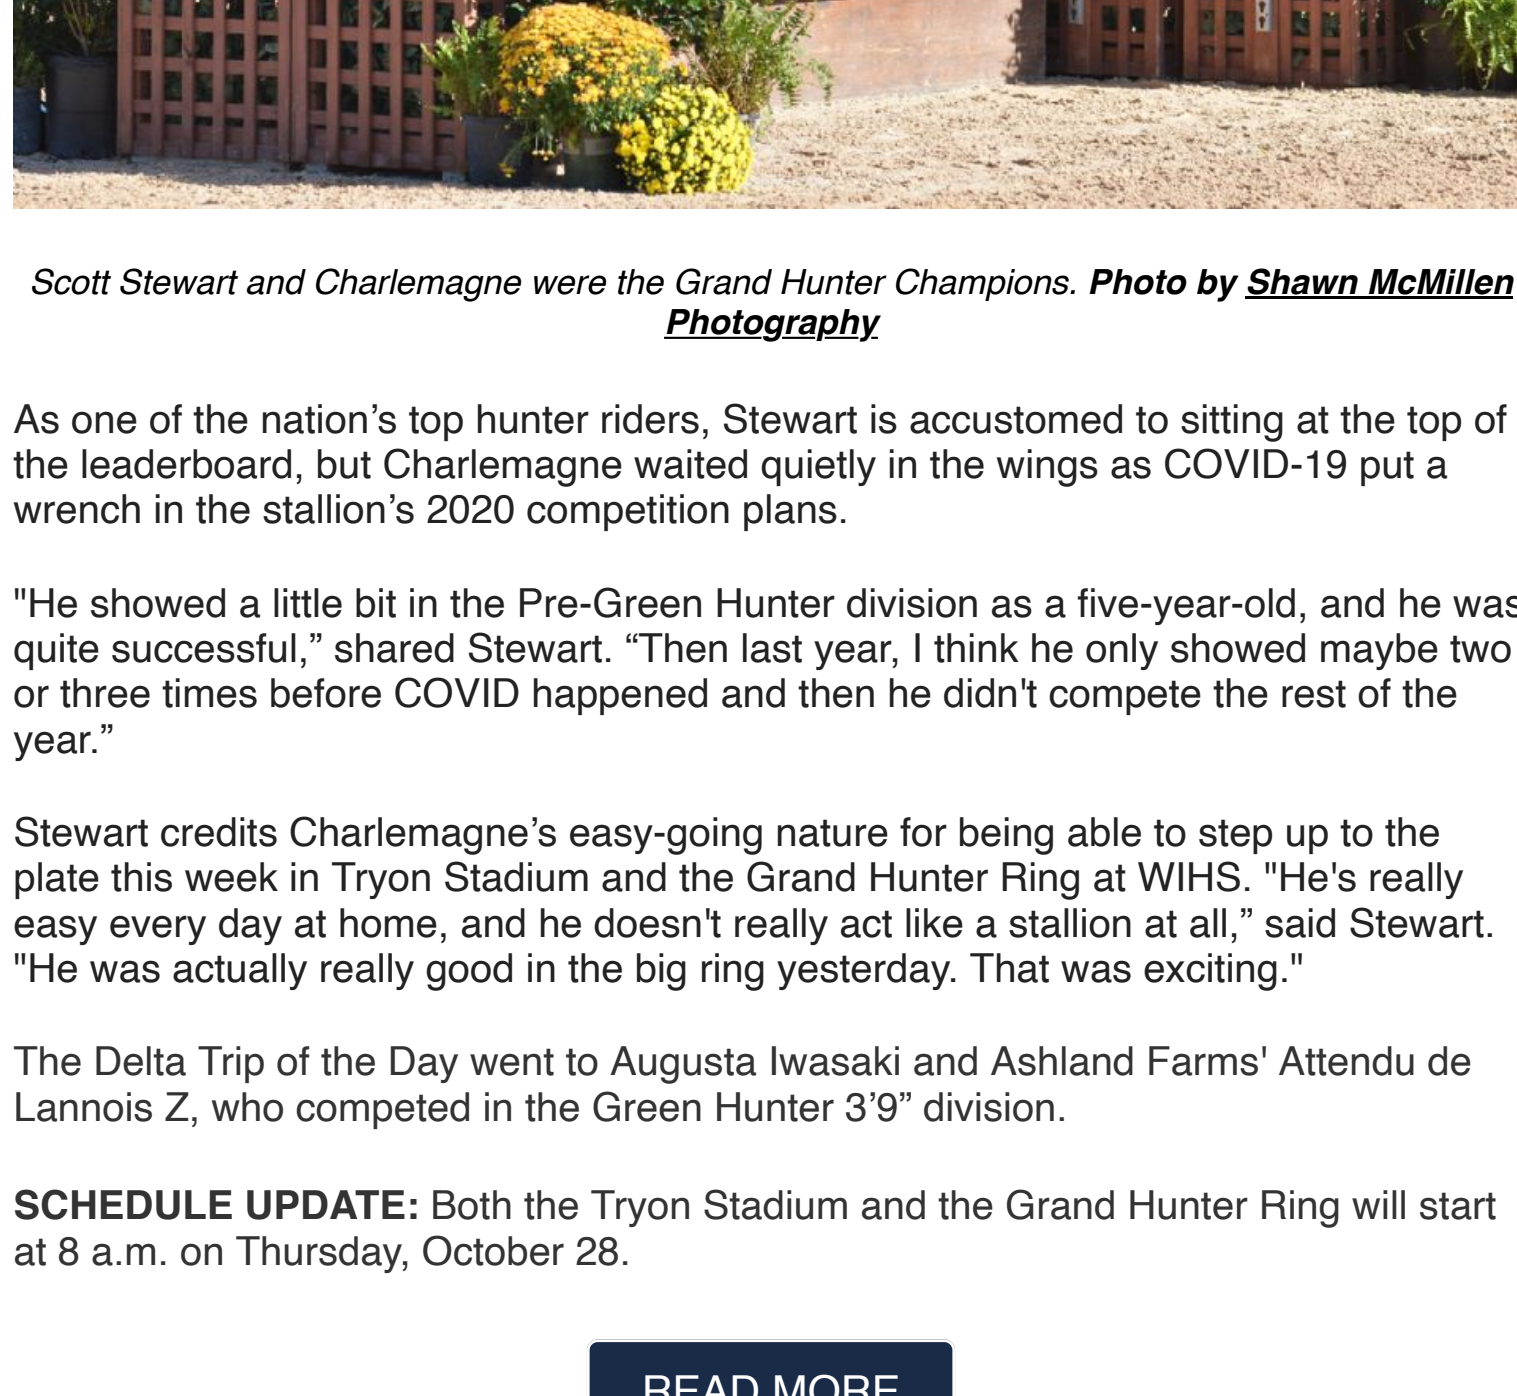 Scott Stewart and Charlemagne were the Grand Hunter Champions. Photo by Shawn McMillen
Photography
As one of the nation’s top hunter riders, Stewart is accustomed to sitting at the top of
the leaderboard, but Charlemagne waited quietly in the wings as COVID-19 put a
wrench in the stallion’s 2020 competition plans.
"He showed a little bit in the Pre-Green Hunter division as a five-year-old, and he was
quite successful,” shared Stewart. “Then last year, I think he only showed maybe two
or three times before COVID happened and then he didn't compete the rest of the
year.”
Stewart credits Charlemagne’s easy-going nature for being able to step up to the
plate this week in Tryon Stadium and the Grand Hunter Ring at WIHS. "He's really
easy every day at home, and he doesn't really act like a stallion at all,” said Stewart.
"He was actually really good in the big ring yesterday. That was exciting."
The Delta Trip of the Day went to Augusta Iwasaki and Ashland Farms' Attendu de
Lannois Z, who competed in the Green Hunter 3’9” division.
SCHEDULE UPDATE: Both the Tryon Stadium and the Grand Hunter Ring will start
at 8 a.m. on Thursday, October 28.
READ MORE